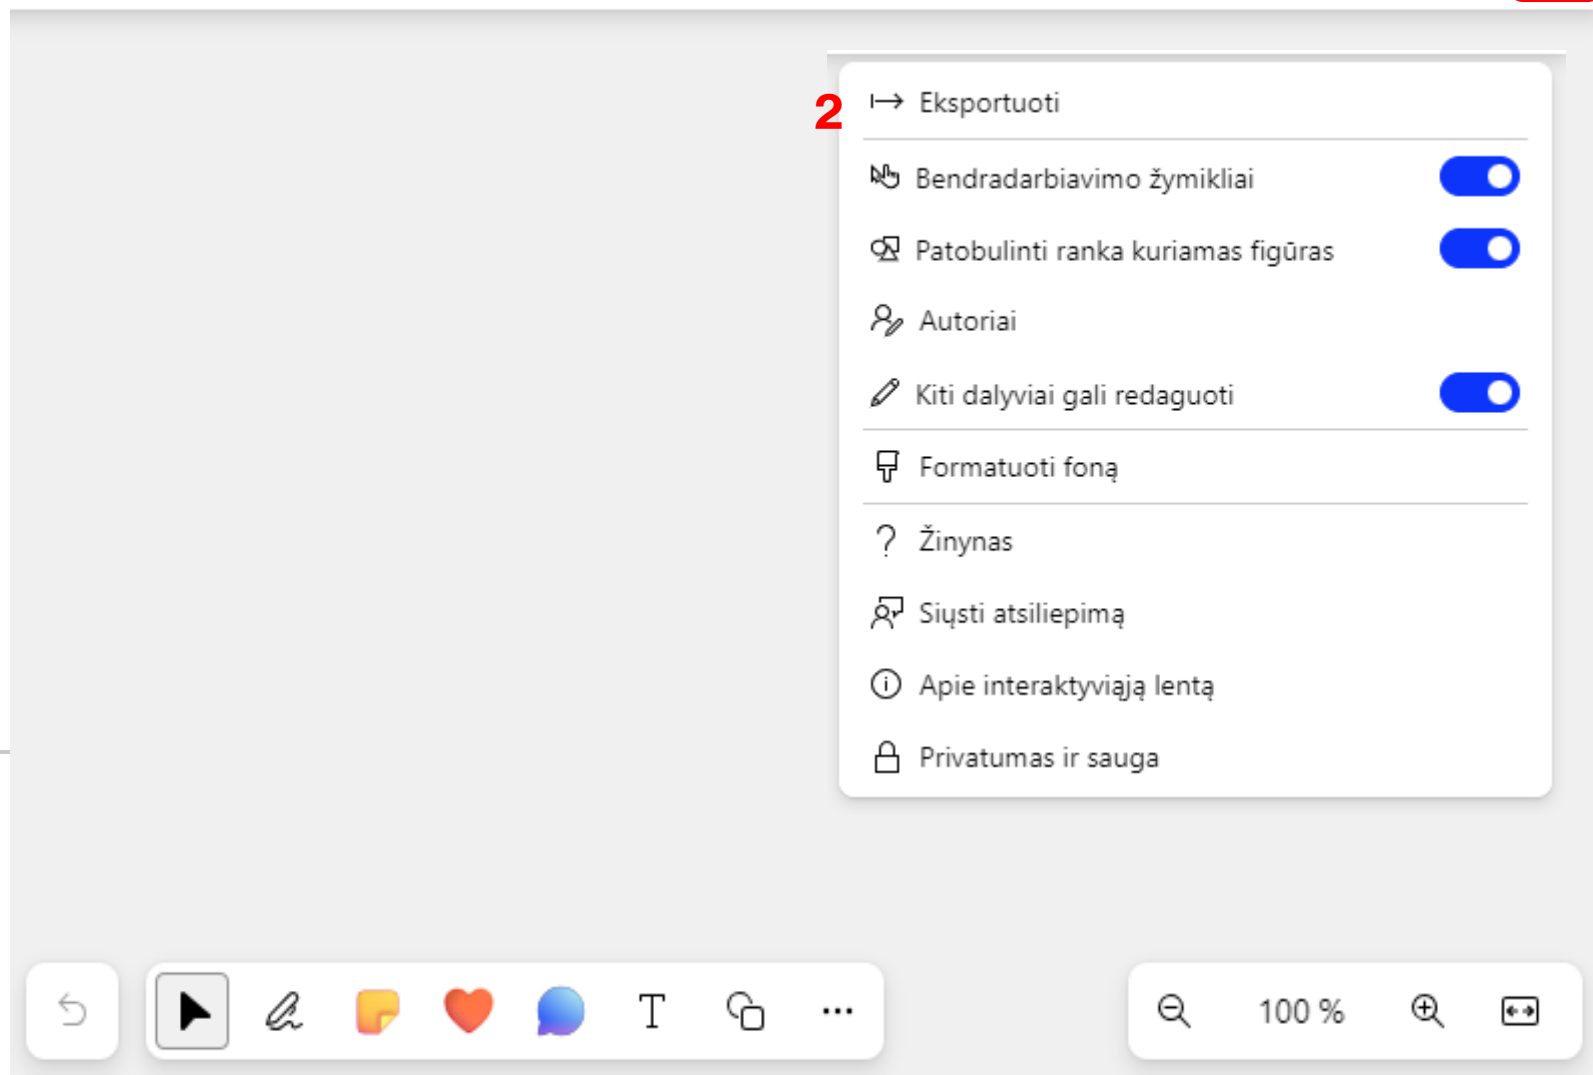 2 Eksportuoti
Bendradarbiavimo žymikliai
Patobulinti ranka kuriamas figūras
Autoriai
Kiti dalyviai gali redaguoti
Formatuoti foną
Žinynas
Siųsti atsiliepimą
Apie interaktyviąją lentą
Privatumas ir sauga
T
100 %